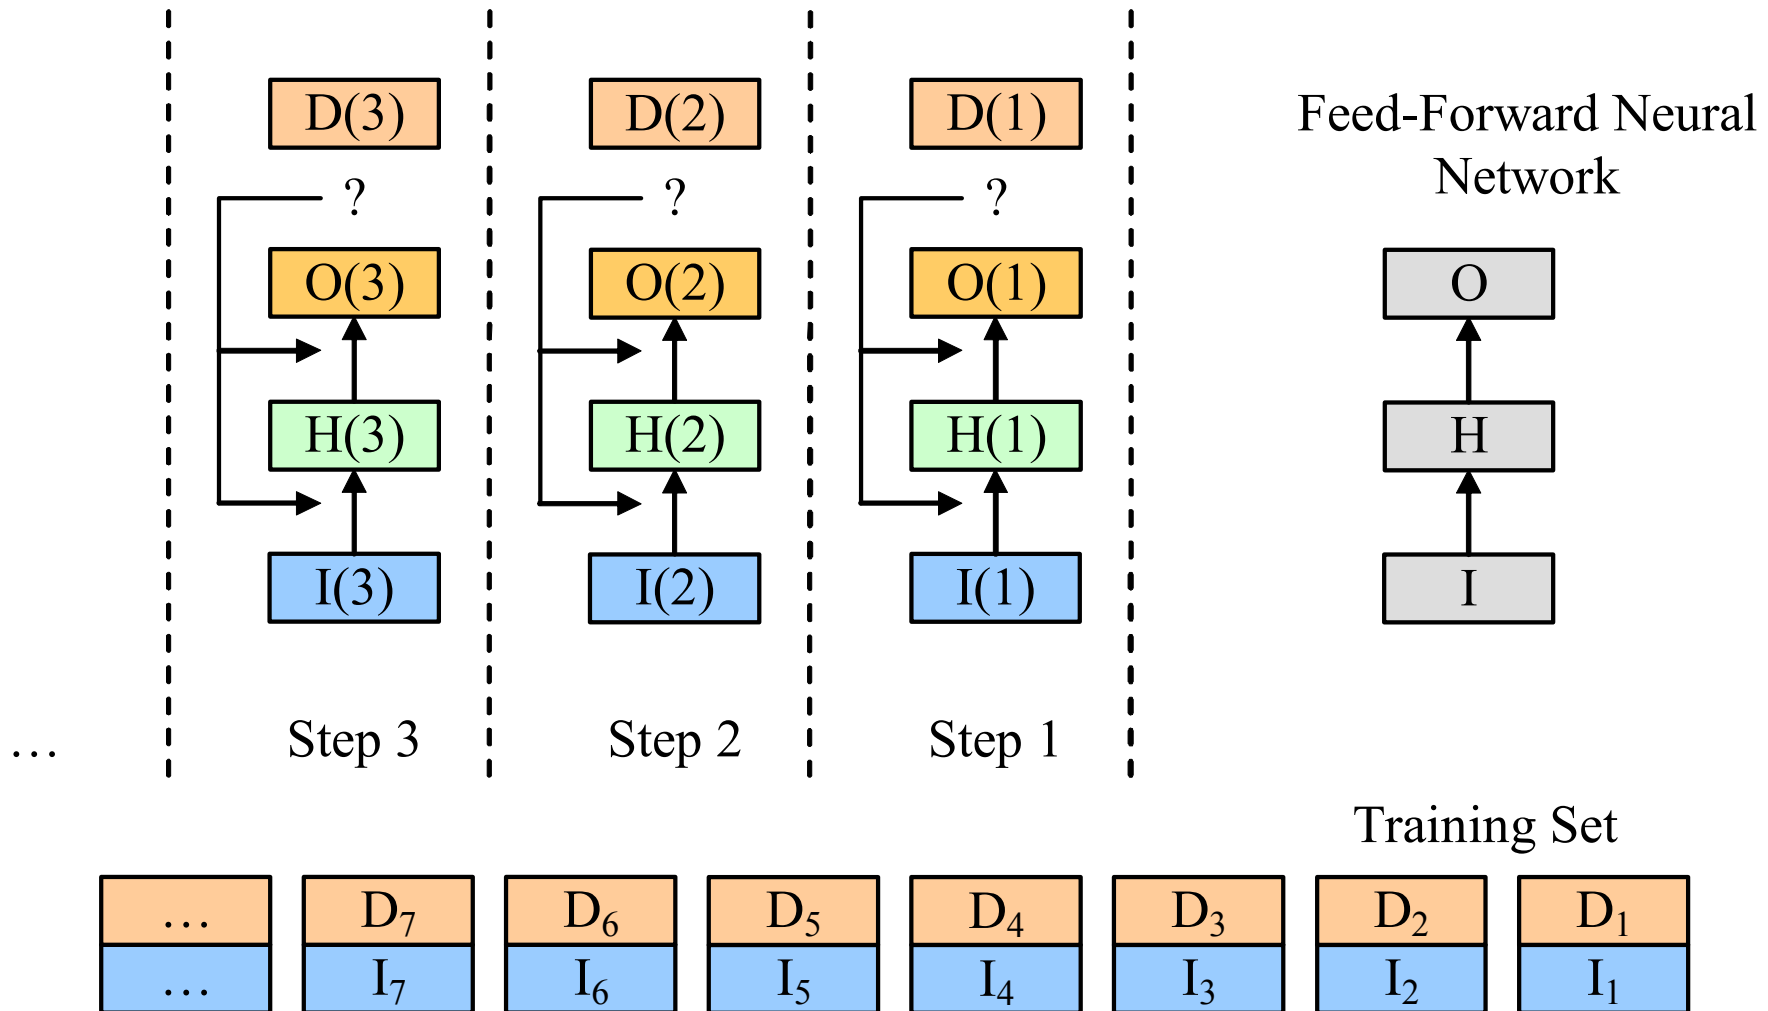 D(3) D(2) D(1) Feed-Forward Neural
Network
? ? ?
O(3) O(2) O(1) O
H(3) H(2) H(1) H
I(3) I(2) I(1) I
… Step 3 Step 2 Step 1
Training Set
… D₇ D₆ D₅ D₄ D₃ D₂ D₁
… I₇ I₆ I₅ I₄ I₃ I₂ I₁